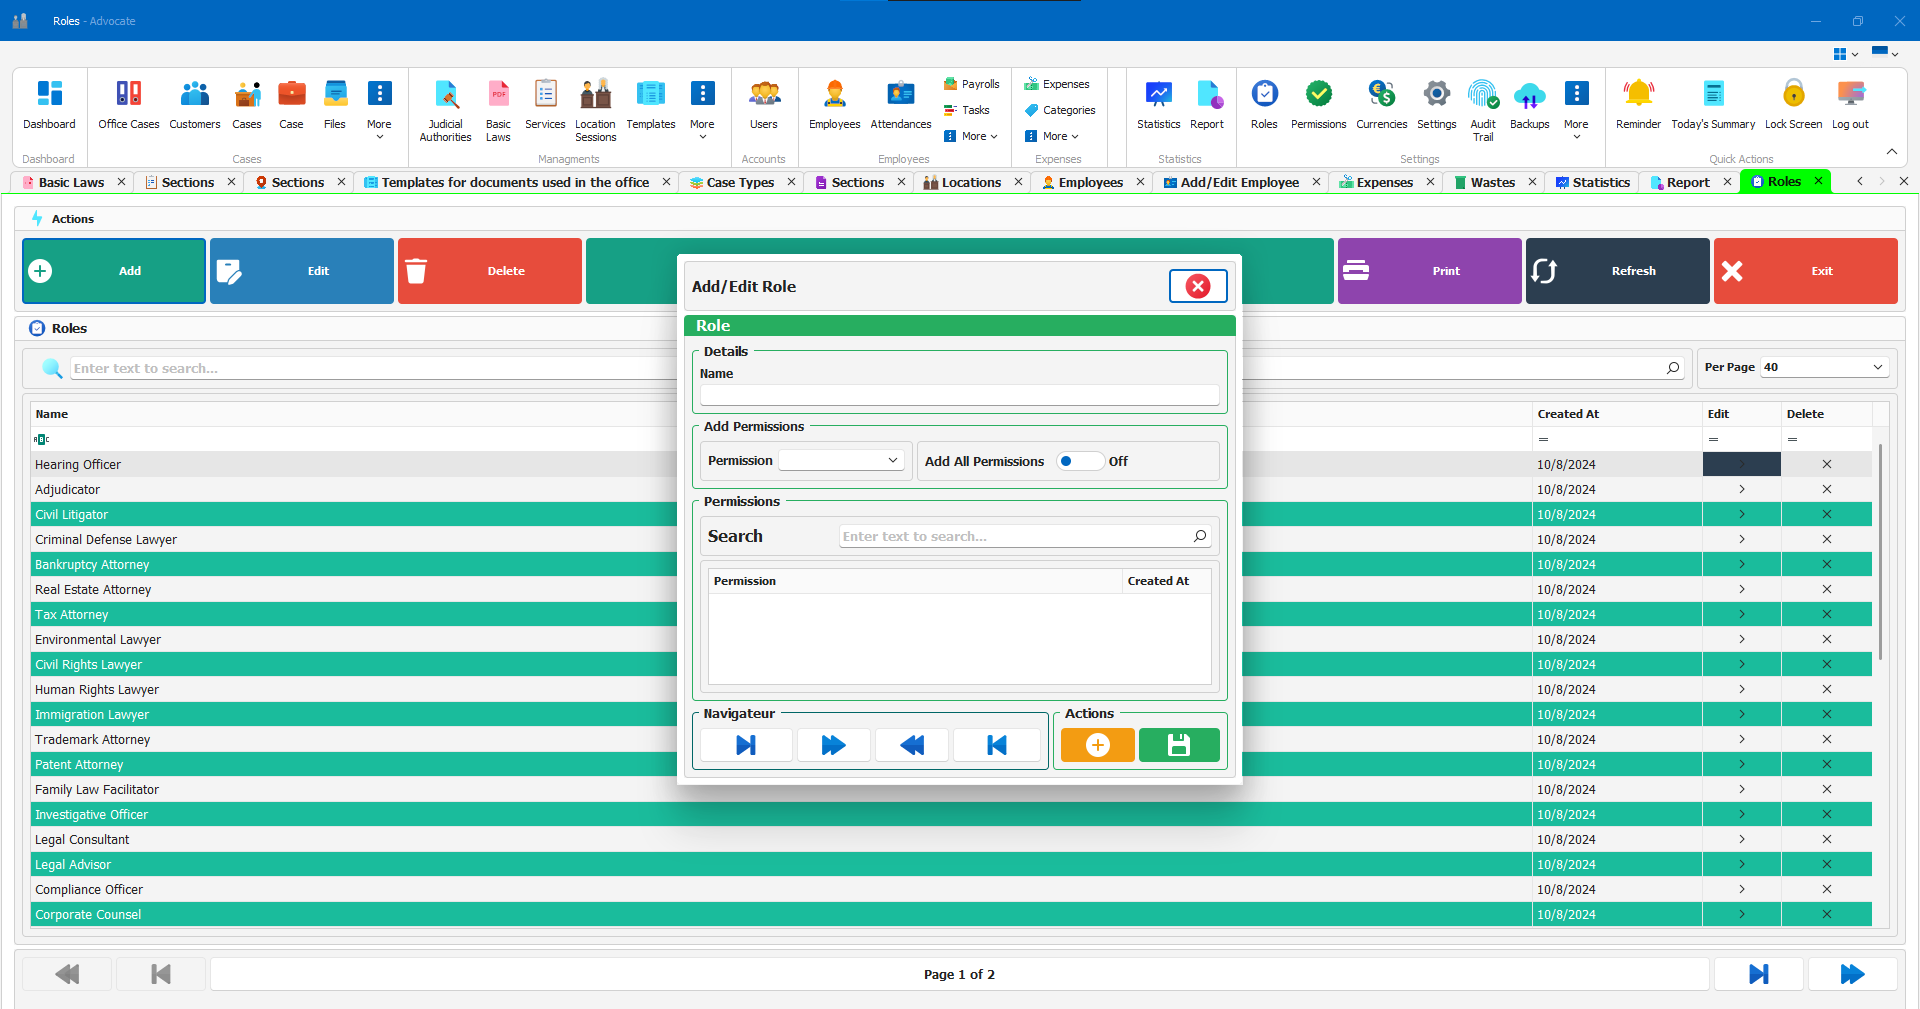 Roles - Advocate
Dashboard
Office Cases
Customers
Cases
Case
Files
More
Judicial Authorities
Basic Laws
Services
Location Sessions
Templates
More
Users
Employees
Attendances
Payrolls
Tasks
More
Expenses
Categories
More
Statistics
Report
Roles
Permissions
Currencies
Settings
Audit Trail
Backups
More
Reminder
Today's Summary
Lock Screen
Log out
Dashboard
Cases
Managments
Accounts
Employees
Expenses
Statistics
Settings
Quick Actions
Basic Laws
Sections
Sections
Templates for documents used in the office
Case Types
Sections
Locations
Employees
Add/Edit Employee
Expenses
Wastes
Statistics
Report
Roles
Actions
Add
Edit
Delete
Print
Refresh
Exit
Roles
Enter text to search...
Per Page 40
Name
Created At
Edit
Delete
Hearing Officer 10/8/2024
Adjudicator 10/8/2024
Civil Litigator 10/8/2024
Criminal Defense Lawyer 10/8/2024
Bankruptcy Attorney 10/8/2024
Real Estate Attorney 10/8/2024
Tax Attorney 10/8/2024
Environmental Lawyer 10/8/2024
Civil Rights Lawyer 10/8/2024
Human Rights Lawyer 10/8/2024
Immigration Lawyer 10/8/2024
Trademark Attorney 10/8/2024
Patent Attorney 10/8/2024
Family Law Facilitator 10/8/2024
Investigative Officer 10/8/2024
Legal Consultant 10/8/2024
Legal Advisor 10/8/2024
Compliance Officer 10/8/2024
Corporate Counsel 10/8/2024
Page 1 of 2
Add/Edit Role
Role
Details
Name
Add Permissions
Permission
Add All Permissions Off
Permissions
Search
Enter text to search...
Permission
Created At
Navigateur
Actions